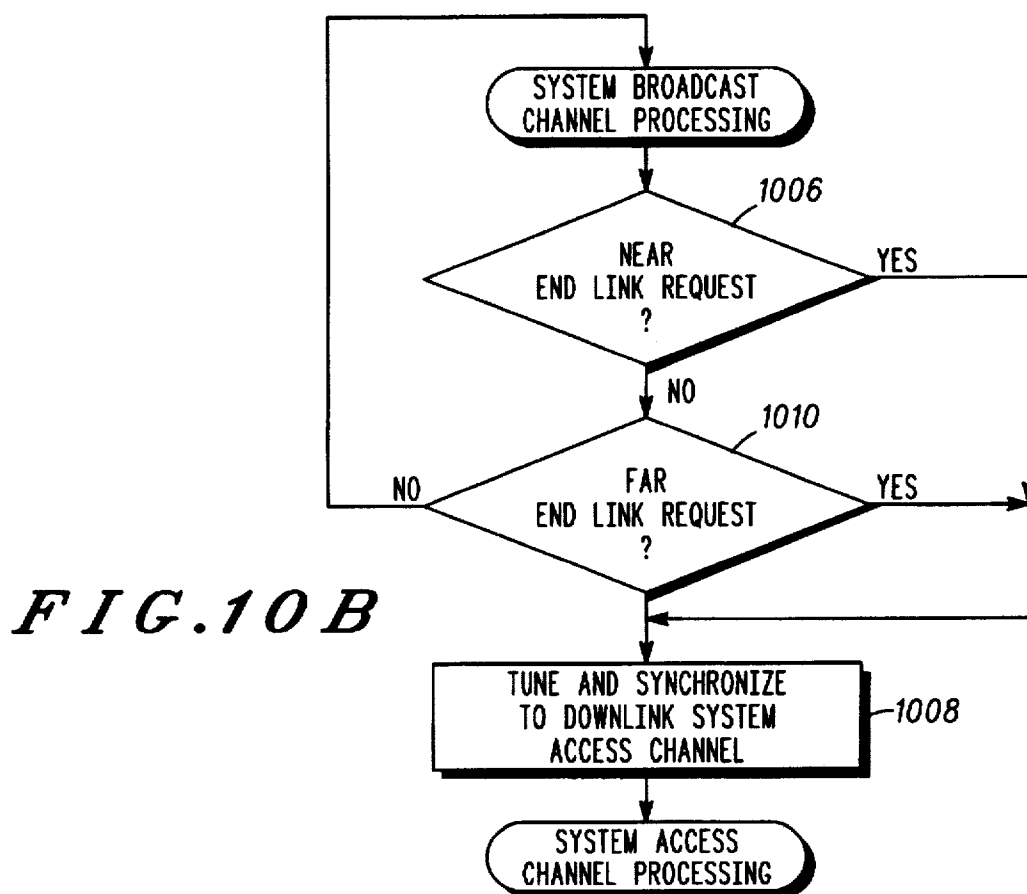 SYSTEM BROADCAST
CHANNEL PROCESSING
1006
NEAR
END LINK REQUEST
?
YES
NO
1010
FAR
END LINK REQUEST
?
NO
YES
FIG.10B
TUNE AND SYNCHRONIZE
TO DOWNLINK SYSTEM
ACCESS CHANNEL
1008
SYSTEM ACCESS
CHANNEL PROCESSING